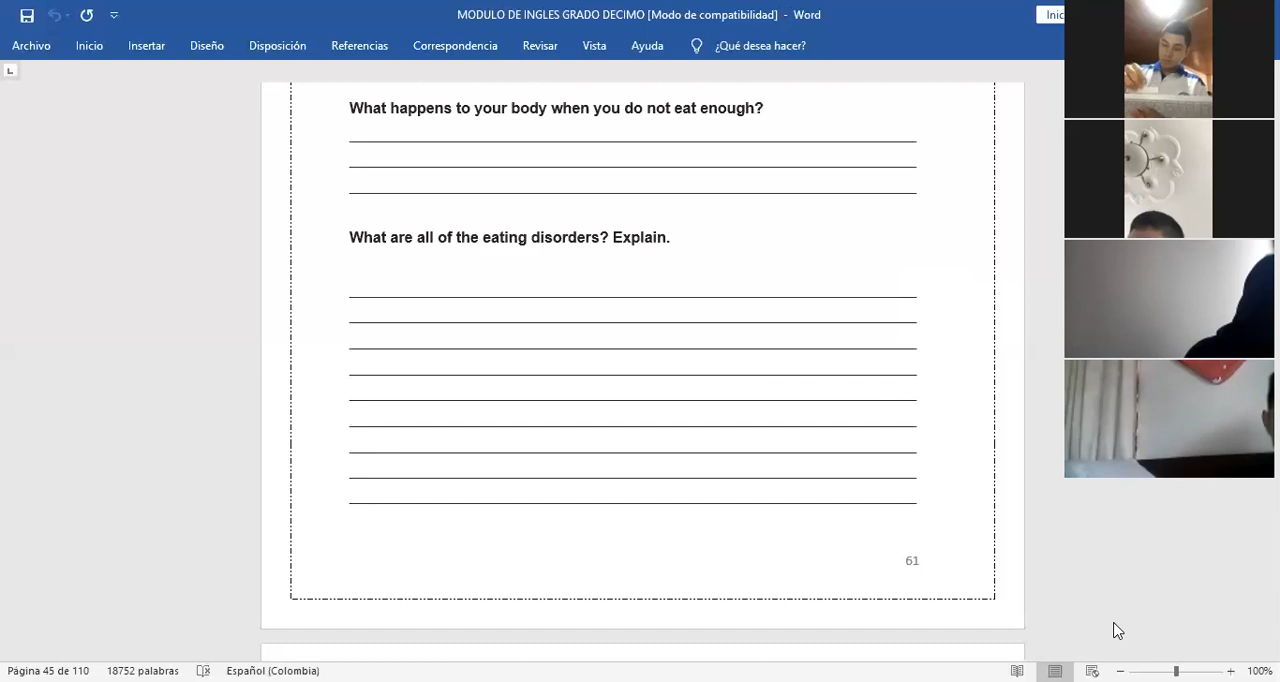 MODULO DE INGLES GRADO DECIMO [Modo de compatibilidad] - Word
Inic
Archivo Inicio Insertar Diseño Disposición Referencias Correspondencia Revisar Vista Ayuda ¿Qué desea hacer?
What happens to your body when you do not eat enough?
What are all of the eating disorders? Explain.
61
Página 45 de 110 18752 palabras Español (Colombia) 100%